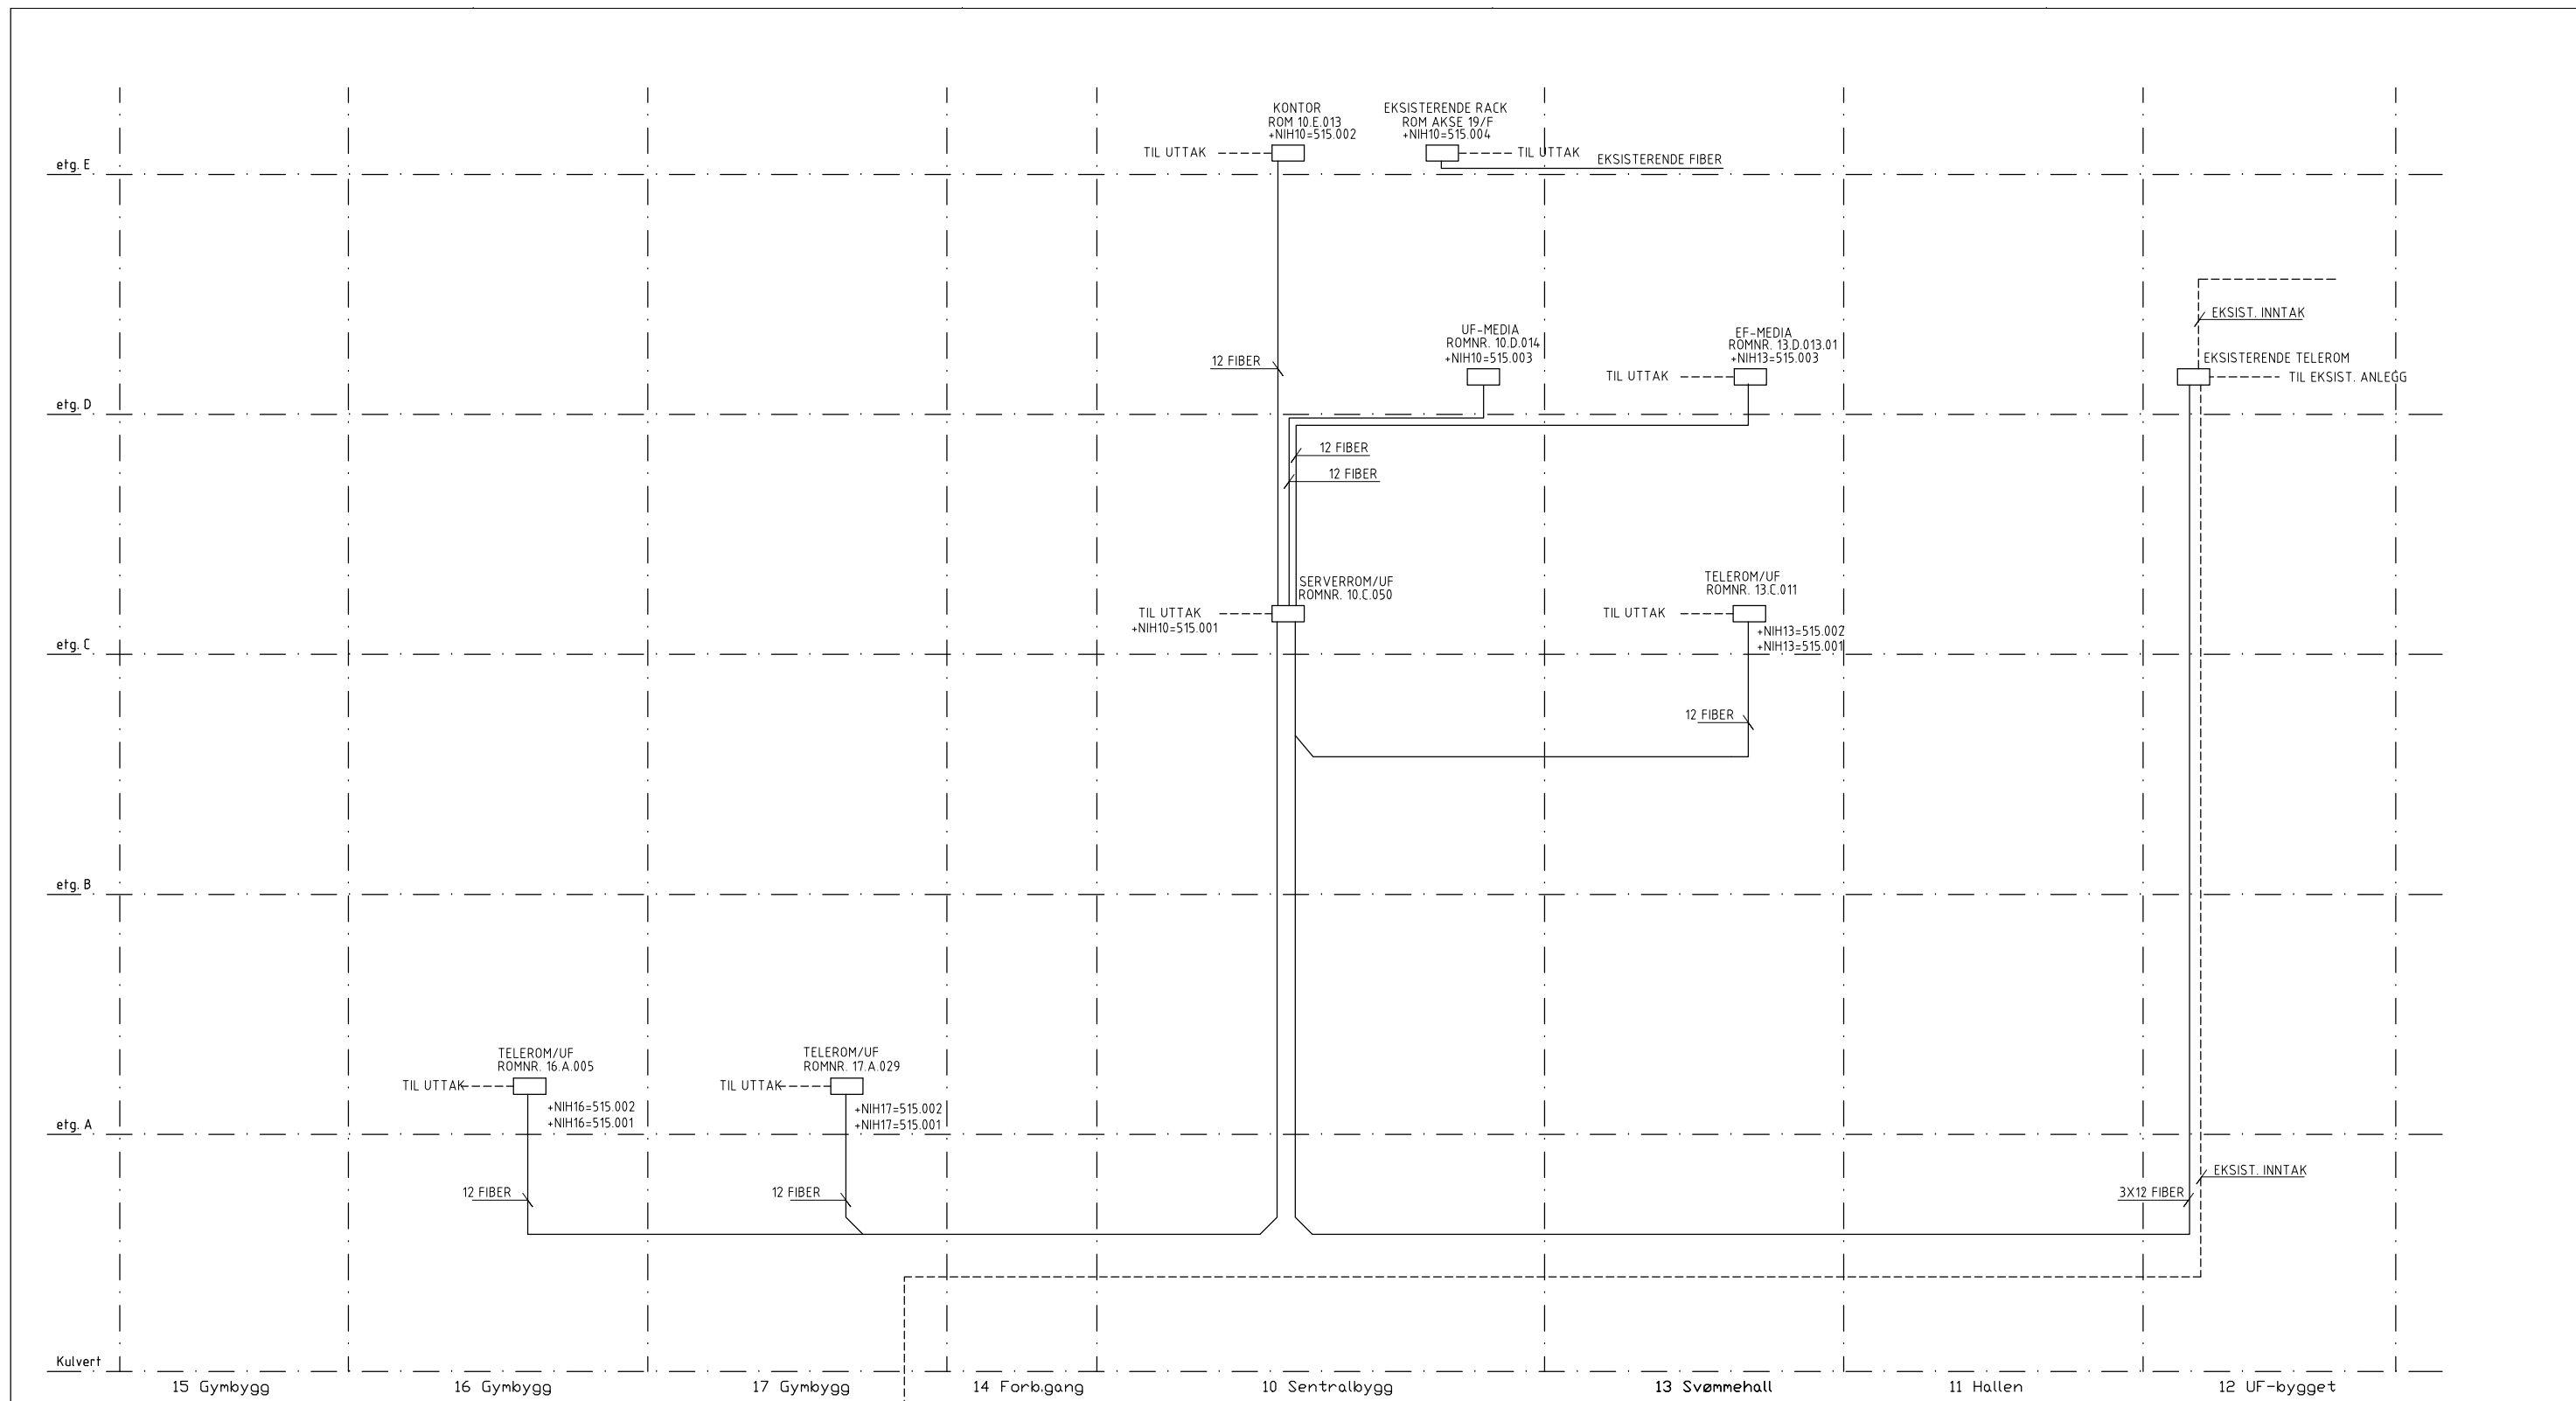 KONTOR
ROM 10.E.013
+NIH10=515.002
TIL UTTAK
EKSISTERENDE RACK
ROM AKSE 19/F
+NIH10=515.004
TIL UTTAK
EKSISTERENDE FIBER
etg. E
EKSIST. INNTAK
UF-MEDIA
ROMNR. 10.D.014
+NIH10=515.003
EF-MEDIA
ROMNR. 13.D.013.01
+NIH13=515.003
TIL UTTAK
12 FIBER
EKSISTERENDE TELEROM
TIL EKSIST. ANLEGG
etg. D
12 FIBER
12 FIBER
SERVERROM/UF
ROMNR. 10.C.050
TIL UTTAK
+NIH10=515.001
TELEROM/UF
ROMNR. 13.C.011
TIL UTTAK
+NIH13=515.002
+NIH13=515.001
etg. C
12 FIBER
etg. B
TELEROM/UF
ROMNR. 16.A.005
TIL UTTAK
+NIH16=515.002
+NIH16=515.001
TELEROM/UF
ROMNR. 17.A.029
TIL UTTAK
+NIH17=515.002
+NIH17=515.001
etg. A
12 FIBER
12 FIBER
EKSIST. INNTAK
3X12 FIBER
Kulvert
15 Gymbygg
16 Gymbygg
17 Gymbygg
14 Forb.gang
10 Sentralbygg
13 Svømmehall
11 Hallen
12 UF-bygget